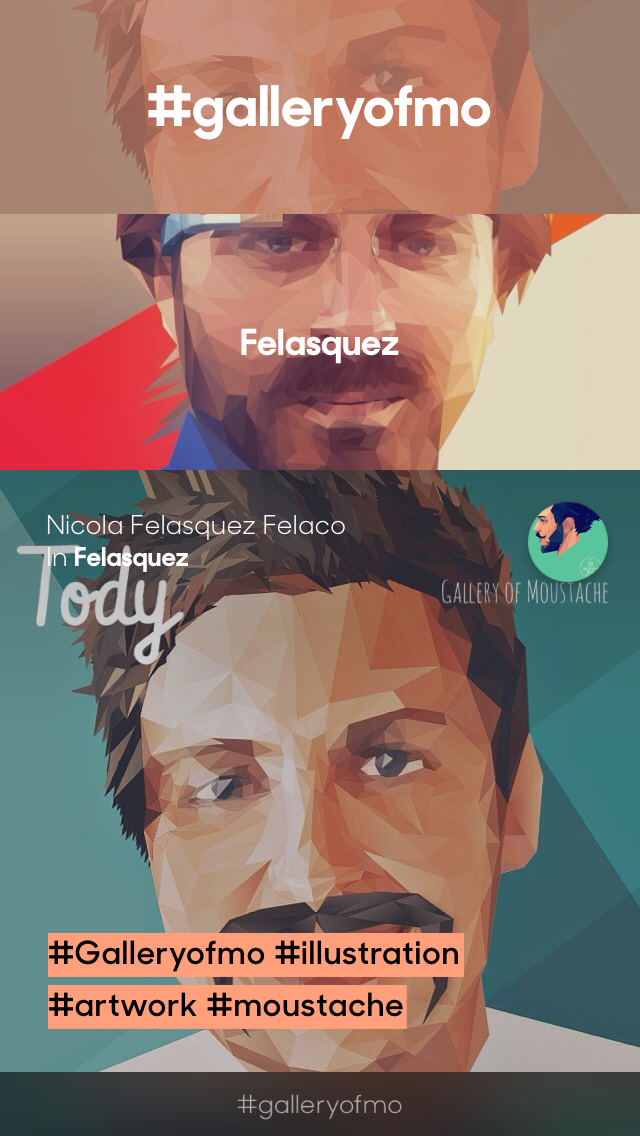 #galleryofmo
Felasquez
Nicola Felasquez Felaco
In Felasquez
Tody
GALLERY OF MOUSTACHE
#Galleryofmo #illustration
#artwork #moustache
#galleryofmo